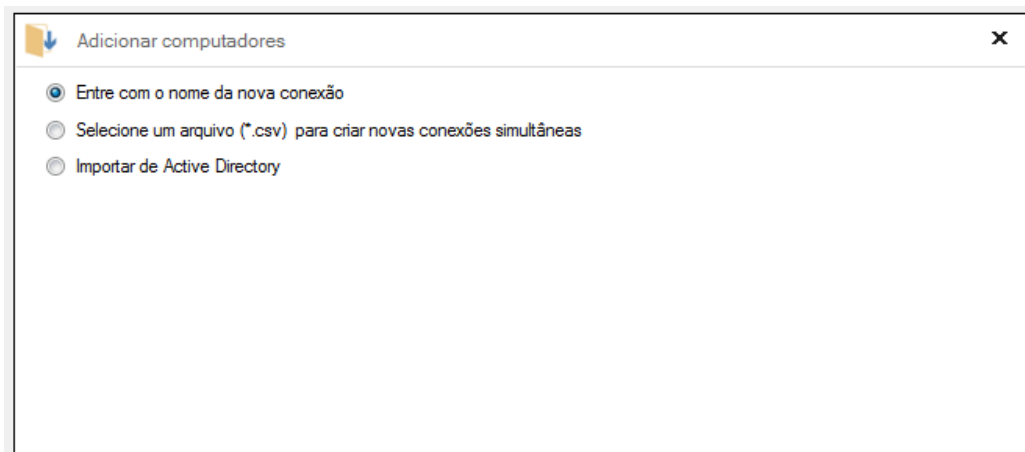 Adicionar computadores
Entre com o nome da nova conexão
Selecione um arquivo (*.csv) para criar novas conexões simultâneas
Importar de Active Directory